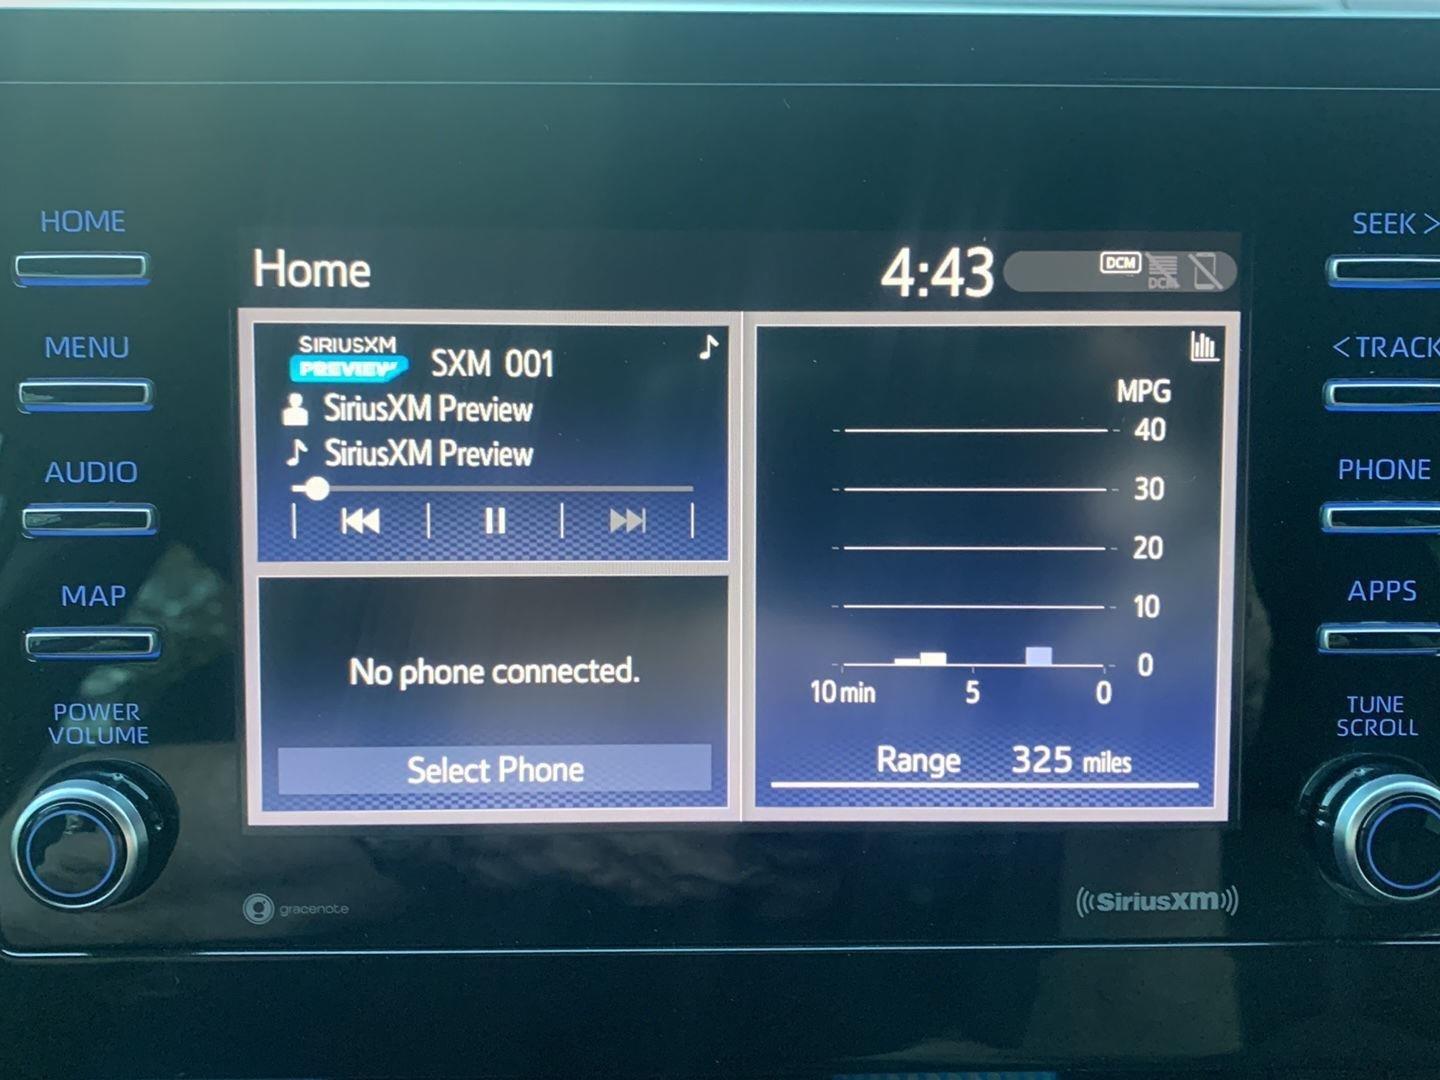 HOME
MENU
AUDIO
MAP
POWER
VOLUME
Home
4:43
DCM
DCM
SIRIUSXM
PREVIEW
SXM 001
SiriusXM Preview
SiriusXM Preview
No phone connected.
Select Phone
MPG
40
30
20
10
0
10 min 5 0
Range 325 miles
SEEK >
< TRACK
PHONE
APPS
TUNE
SCROLL
gracenote
((SiriusXM))